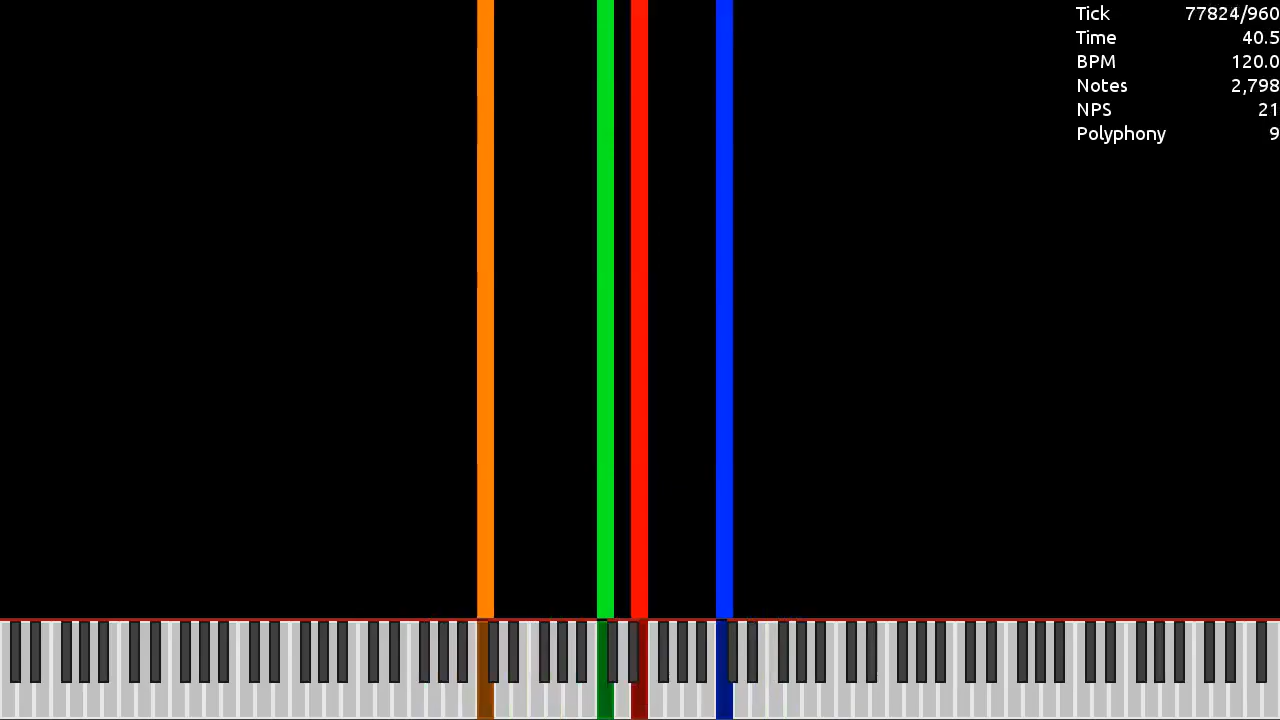 Tick 77824/960
Time 40.5
BPM 120.0
Notes 2,798
NPS 21
Polyphony 9